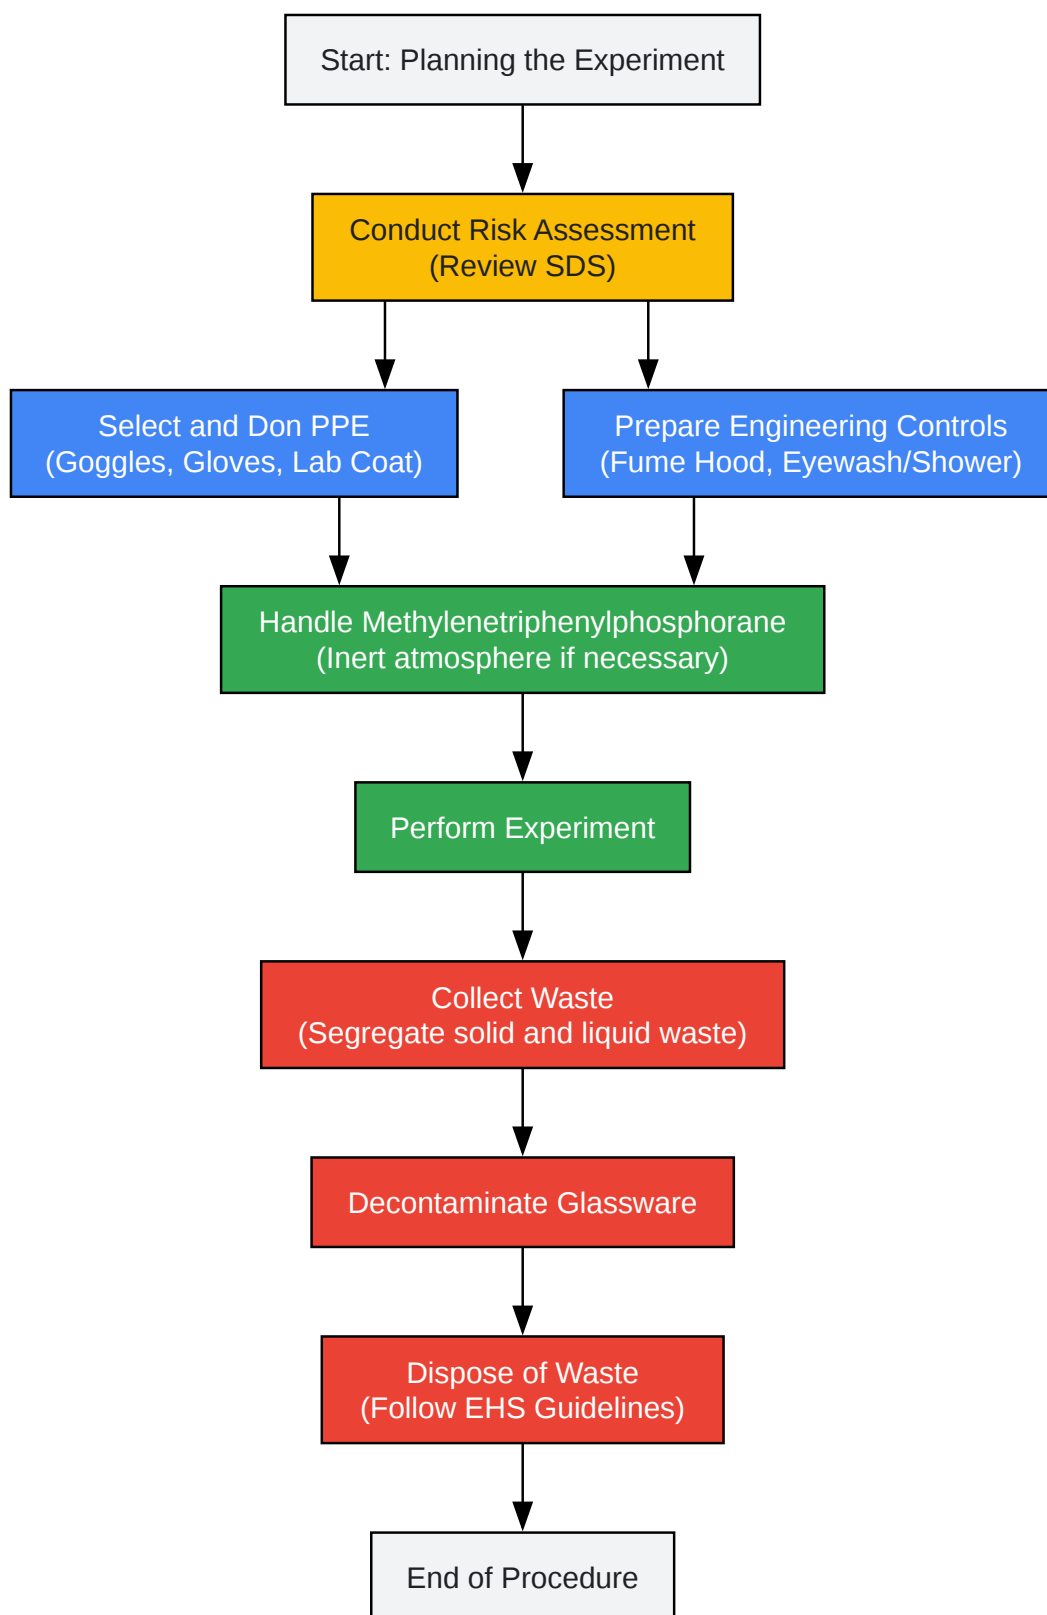 Start: Planning the Experiment
Conduct Risk Assessment
(Review SDS)
Select and Don PPE
(Goggles, Gloves, Lab Coat)
Prepare Engineering Controls
(Fume Hood, Eyewash/Shower)
Handle Methylenetriphenylphosphorane
(Inert atmosphere if necessary)
Perform Experiment
Collect Waste
(Segregate solid and liquid waste)
Decontaminate Glassware
Dispose of Waste
(Follow EHS Guidelines)
End of Procedure